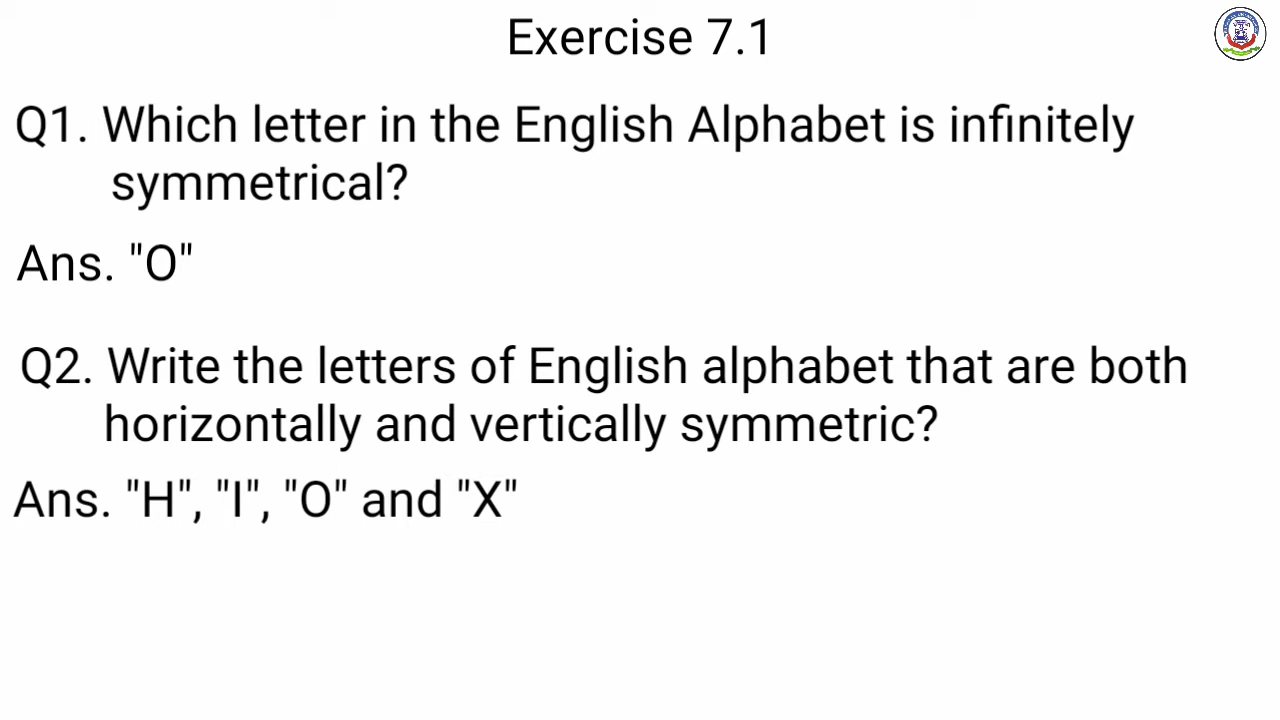 Exercise 7.1
Q1. Which letter in the English Alphabet is infinitely
symmetrical?
Ans. "O"
Q2. Write the letters of English alphabet that are both
horizontally and vertically symmetric?
Ans. "H", "I", "O" and "X"